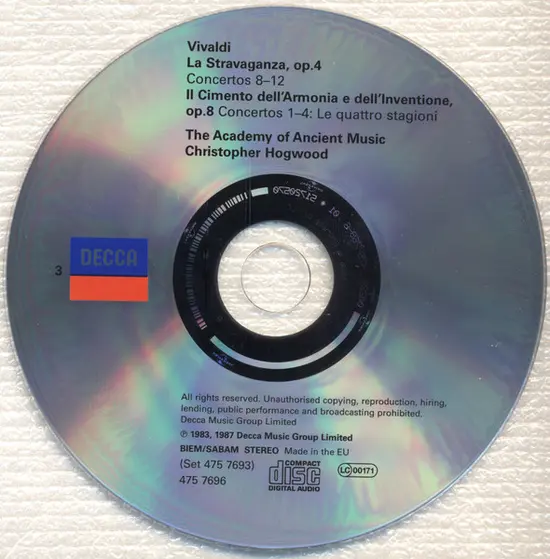 Vivaldi
La Stravaganza, op.4
Concertos 8–12
Il Cimento dell'Armonia e dell'Inventione,
op.8 Concertos 1–4: Le quattro stagioni
The Academy of Ancient Music
Christopher Hogwood
3
DECCA
All rights reserved. Unauthorised copying, reproduction, hiring,
lending, public performance and broadcasting prohibited.
Decca Music Group Limited
℗ 1983, 1987 Decca Music Group Limited
BIEM/SABAM STEREO Made in the EU
(Set 475 7693)
475 7696
COMPACT
disc
DIGITAL AUDIO
LC 00171